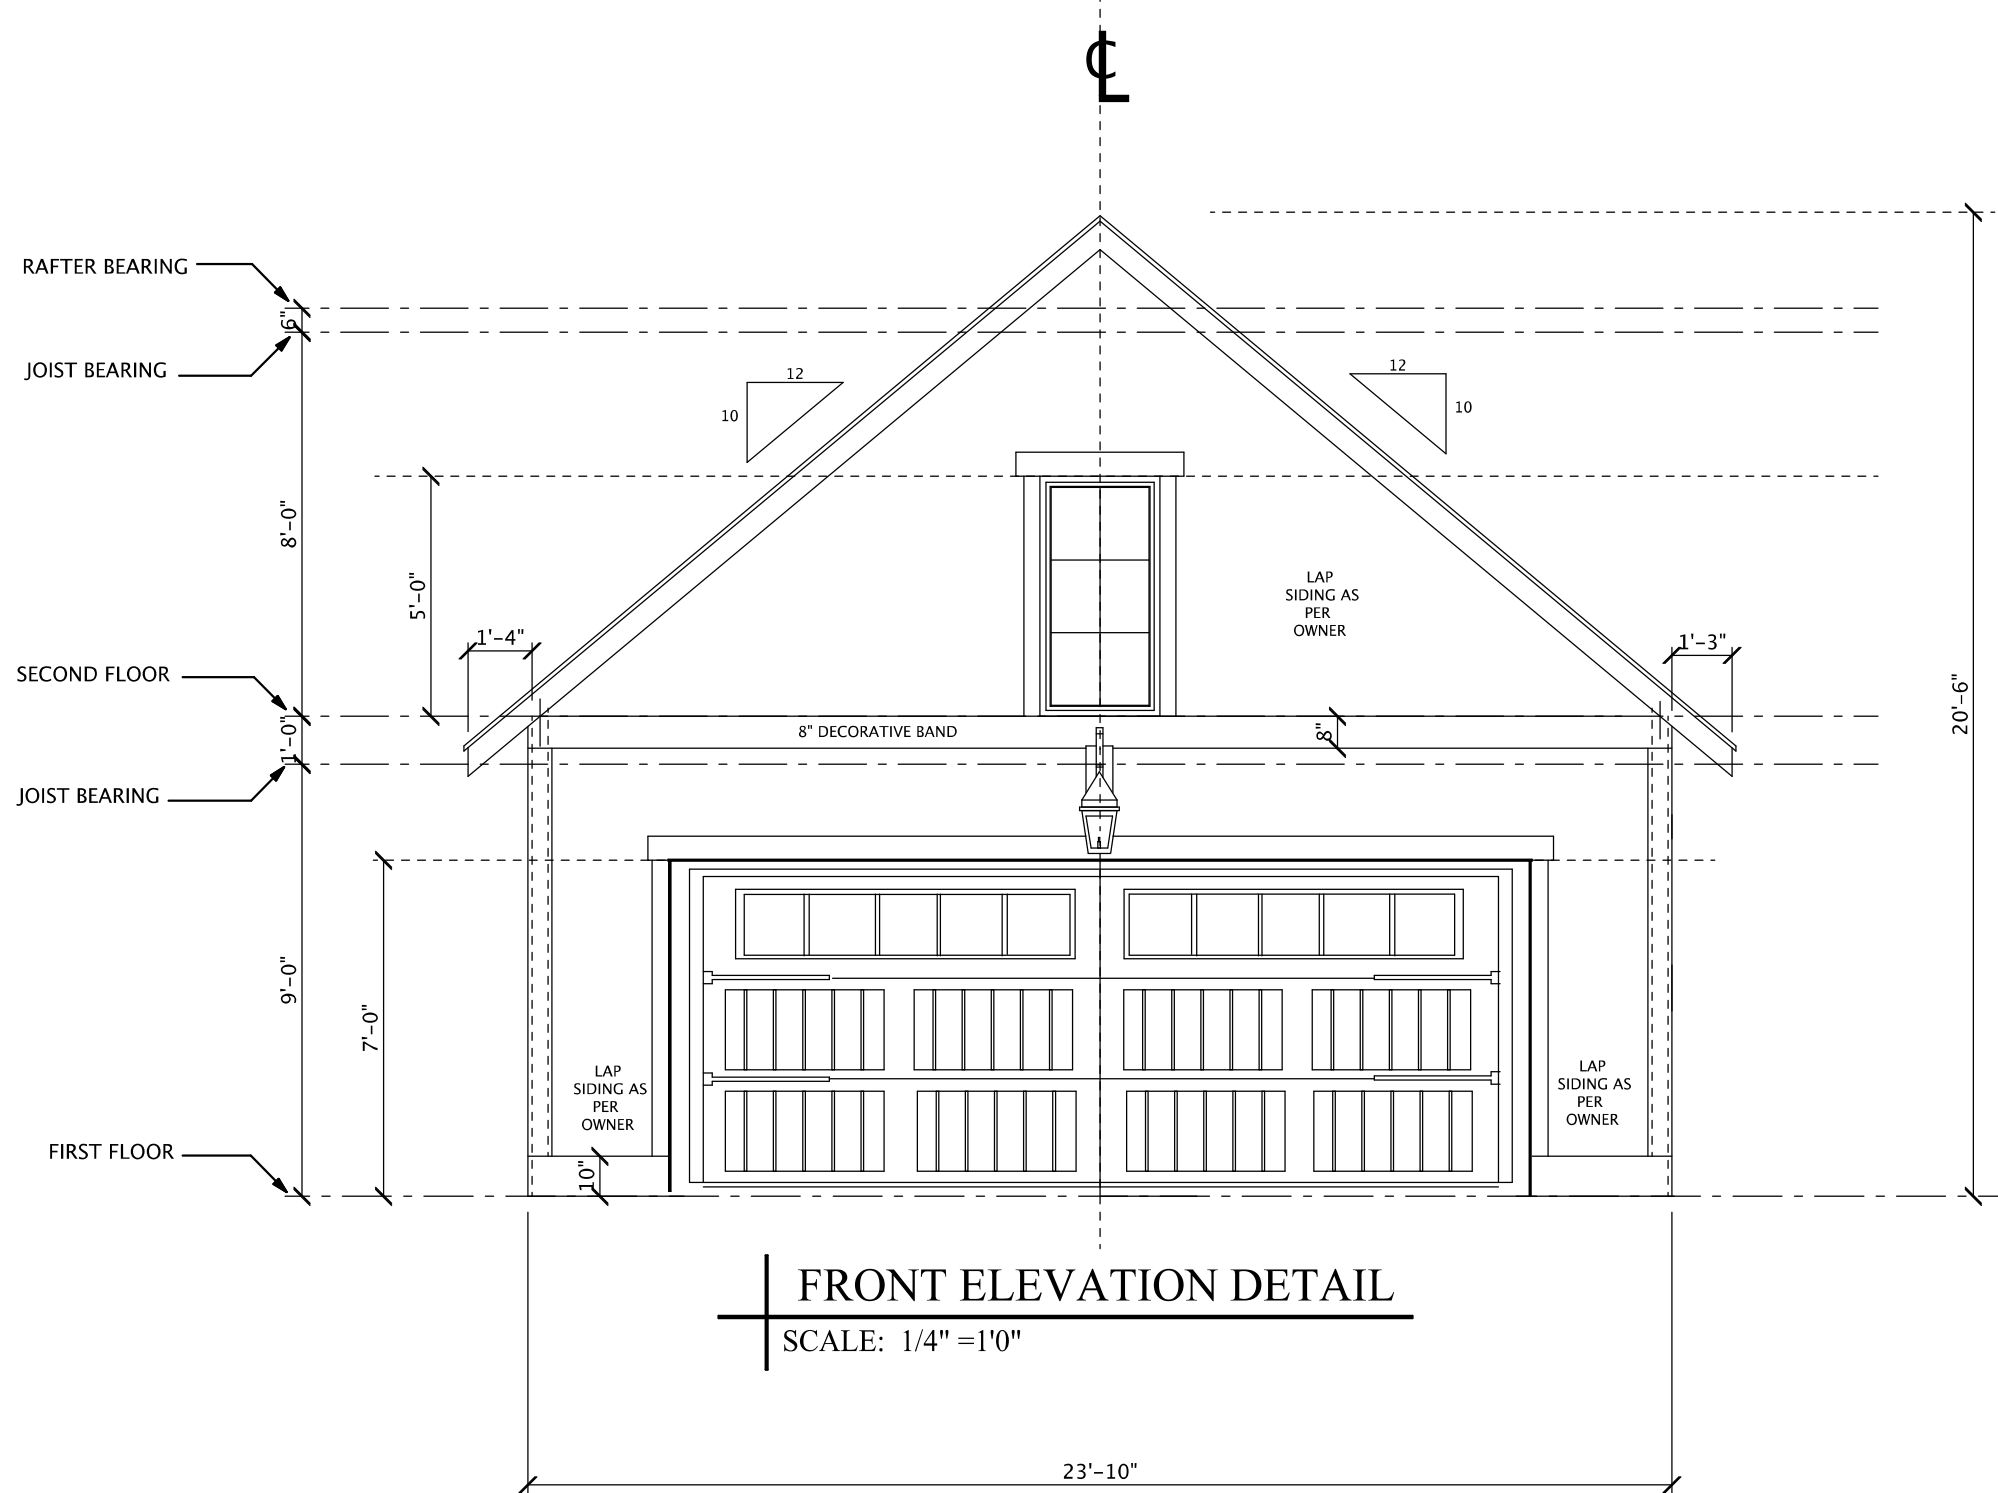 ℄
RAFTER BEARING
6"
JOIST BEARING
12
10
12
10
8'-0"
5'-0"
LAP
SIDING AS
PER
OWNER
1'-4"
1'-3"
SECOND FLOOR
20'-6"
1'-0"
8" DECORATIVE BAND
8"
JOIST BEARING
9'-0"
7'-0"
LAP
SIDING AS
PER
OWNER
LAP
SIDING AS
PER
OWNER
FIRST FLOOR
10"
FRONT ELEVATION DETAIL
SCALE: 1/4" =1'0"
23'-10"